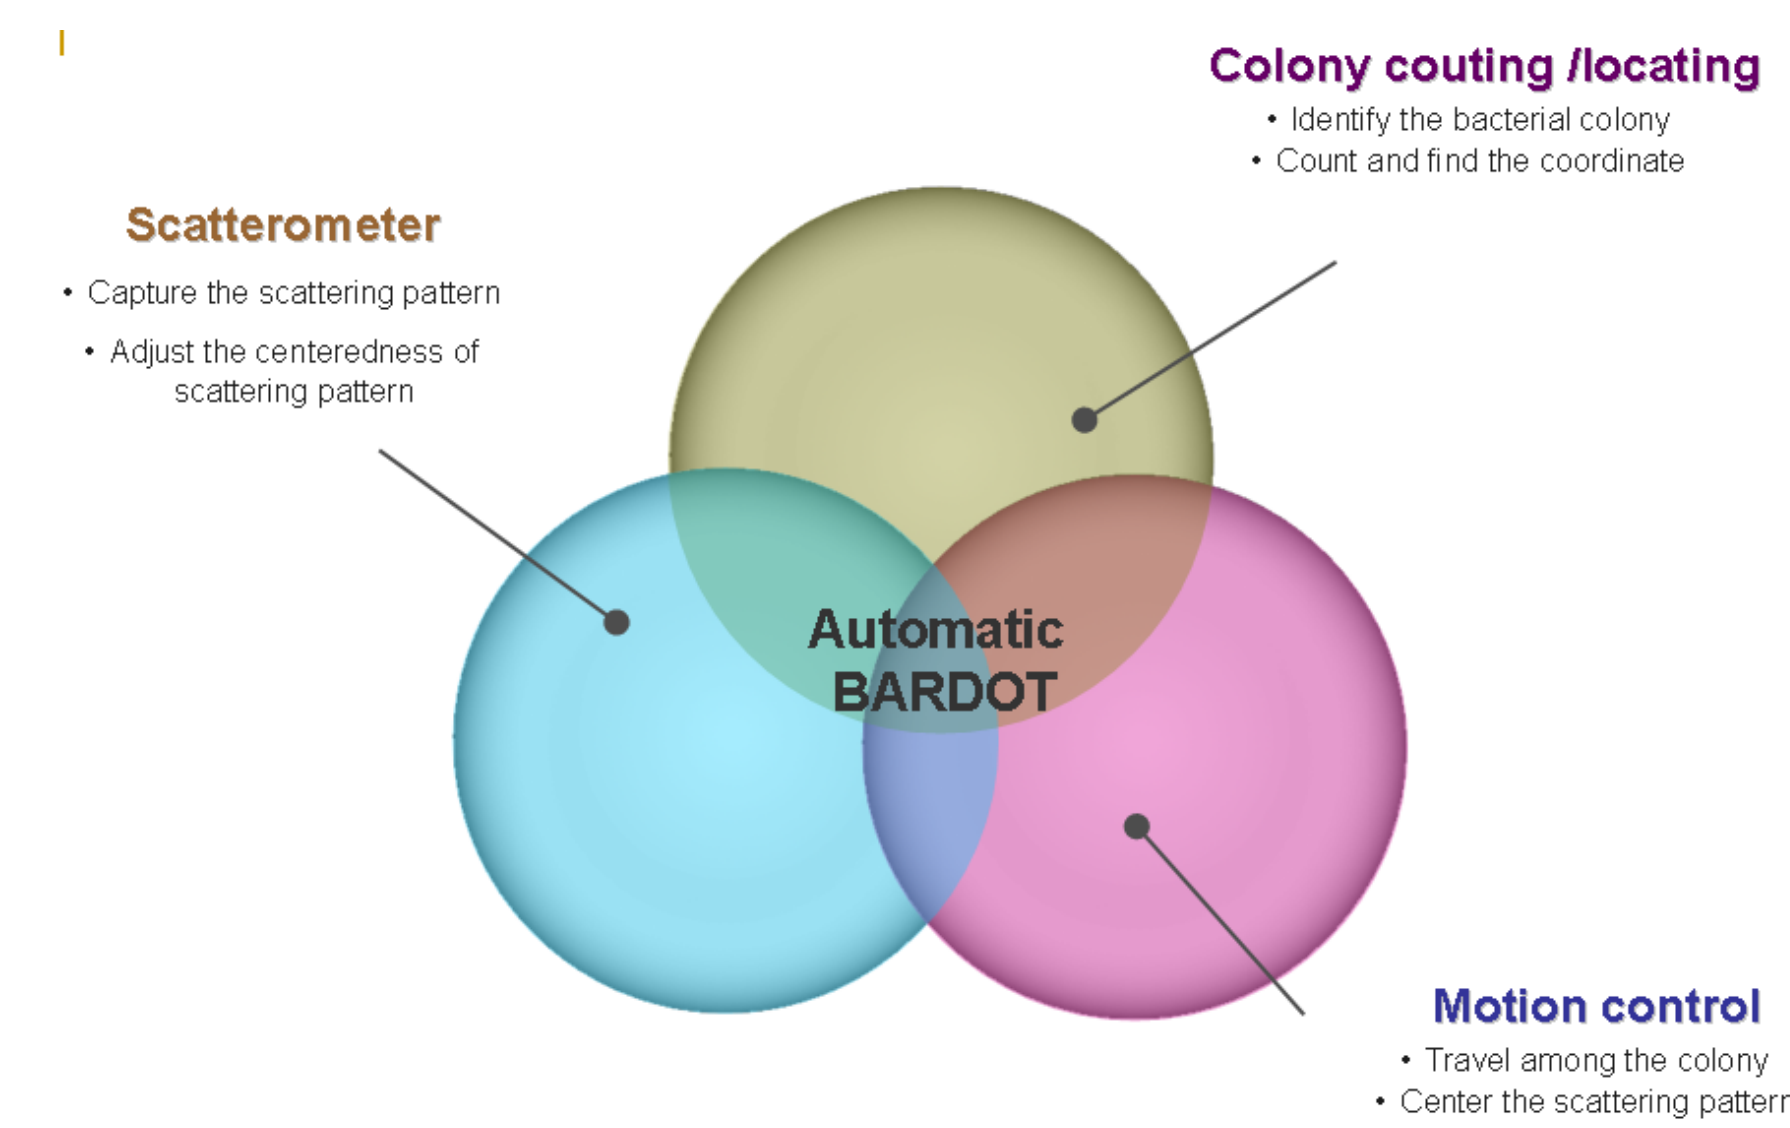 Colony couting /locating
• Identify the bacterial colony
• Count and find the coordinate
Scatterometer
• Capture the scattering pattern
• Adjust the centeredness of
scattering pattern
Automatic
BARDOT
Motion control
• Travel among the colony
• Center the scattering pattern